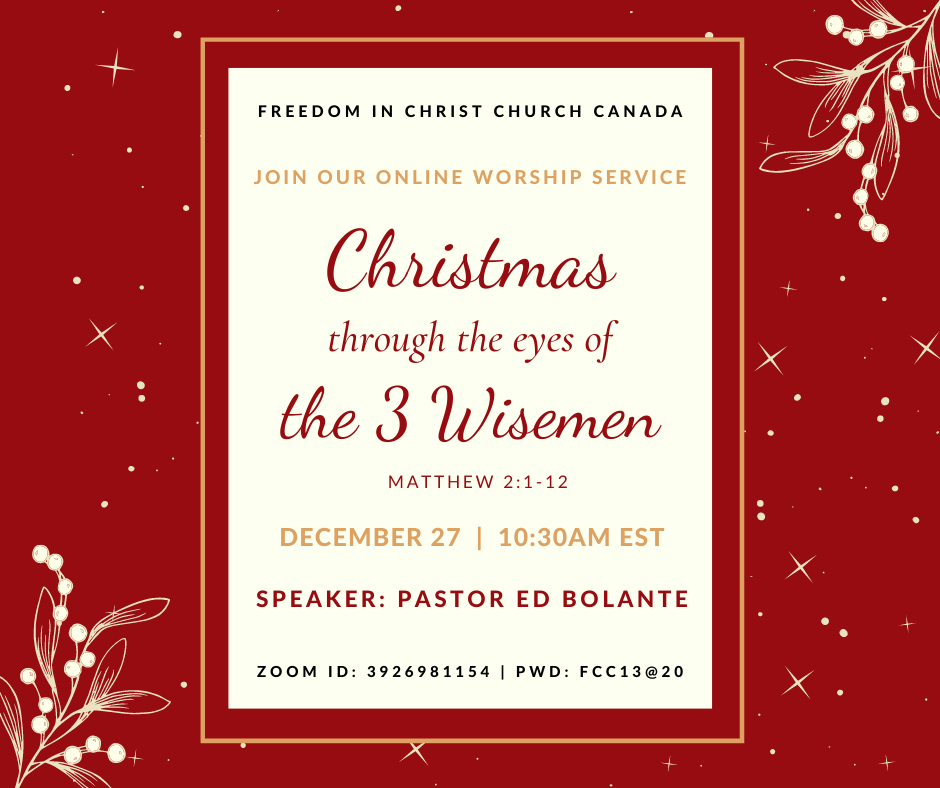 FREEDOM IN CHRIST CHURCH CANADA
JOIN OUR ONLINE WORSHIP SERVICE
Christmas
through the eyes of
the 3 Wisemen
MATTHEW 2:1-12
DECEMBER 27 | 10:30AM EST
SPEAKER: PASTOR ED BOLANTE
ZOOM ID: 3926981154 | PWD: FCC13@20